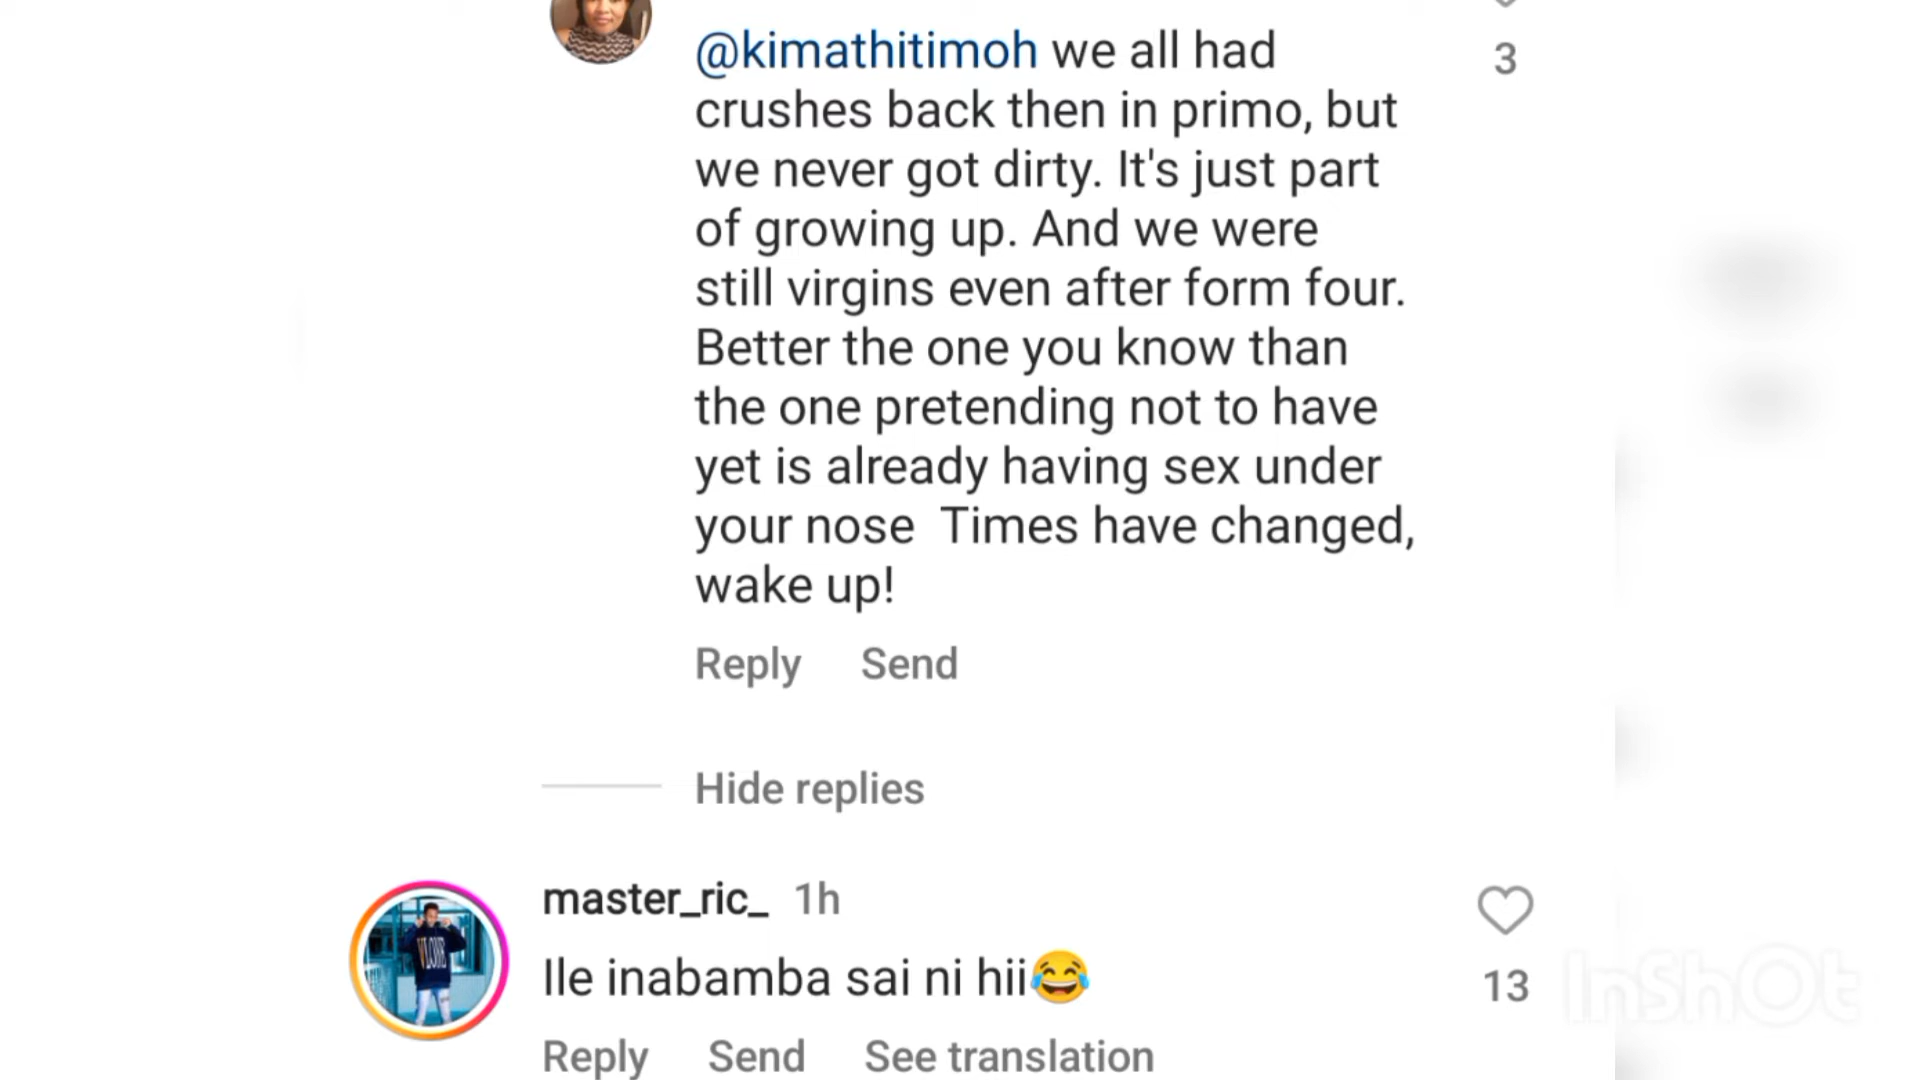 @kimathitimoh we all had
3
crushes back then in primo, but
we never got dirty. It's just part
of growing up. And we were
still virgins even after form four.
Better the one you know than
the one pretending not to have
yet is already having sex under
your nose  Times have changed,
wake up!
Reply Send
Hide replies
master_ric_ 1h
VLONE
Ile inabamba sai ni hii😂
13
Reply Send See translation
InShOt